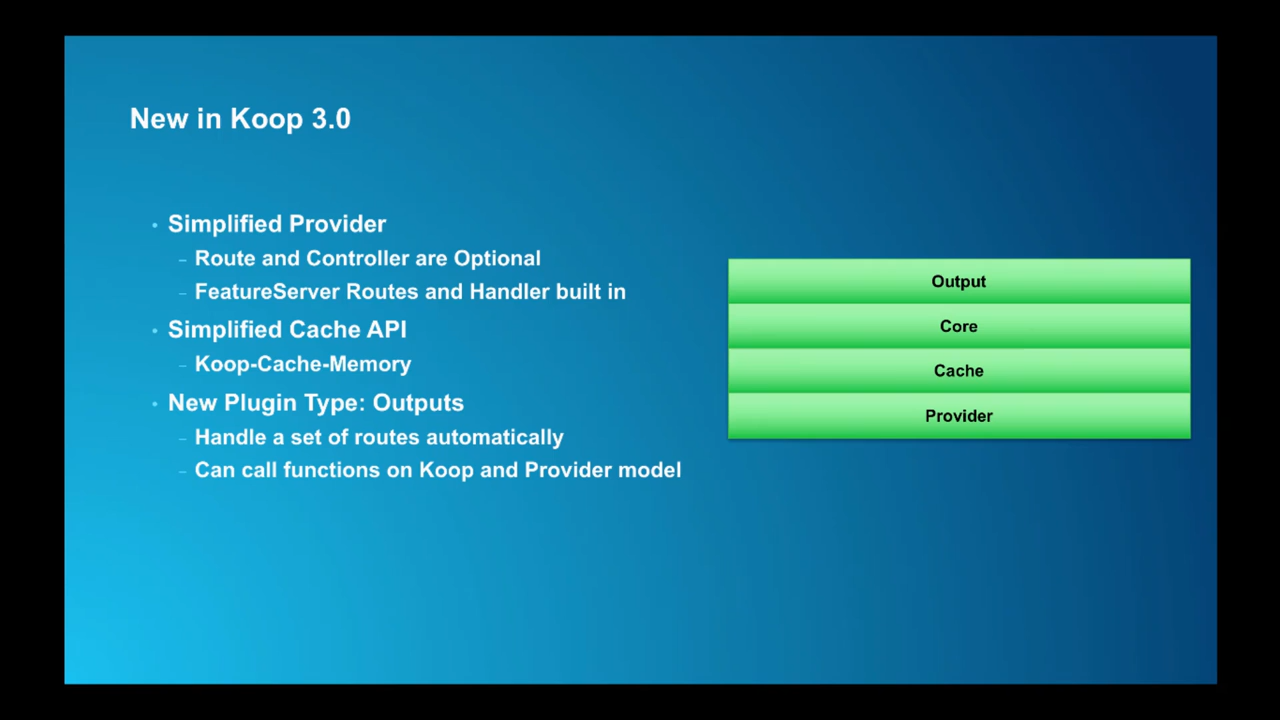 New in Koop 3.0
Simplified Provider
Route and Controller are Optional
FeatureServer Routes and Handler built in
Simplified Cache API
Koop-Cache-Memory
New Plugin Type: Outputs
Handle a set of routes automatically
Can call functions on Koop and Provider model
Output
Core
Cache
Provider